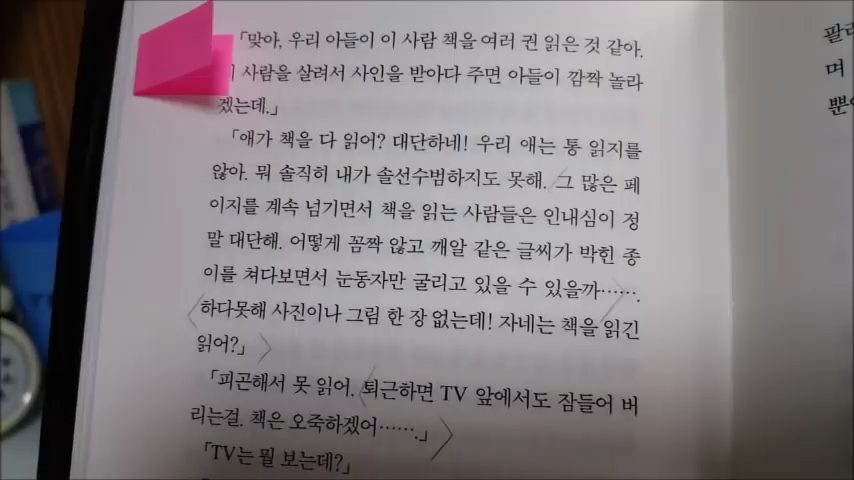 「맞아, 우리 아들이 이 사람 책을 여러 권 읽은 것 같아.
사람을 살려서 사인을 받아다 주면 아들이 깜짝 놀라
겠는데.」
「애가 책을 다 읽어? 대단하네! 우리 애는 통 읽지를
않아. 뭐 솔직히 내가 솔선수범하지도 못해. 그 많은 페
이지를 계속 넘기면서 책을 읽는 사람들은 인내심이 정
말 대단해. 어떻게 꼼짝 않고 깨알 같은 글씨가 박힌 종
이를 쳐다보면서 눈동자만 굴리고 있을 수 있을까…….
하다못해 사진이나 그림 한 장 없는데! 자네는 책을 읽긴
읽어?」
「피곤해서 못 읽어. 퇴근하면 TV 앞에서도 잠들어 버
리는걸. 책은 오죽하겠어…….」
「TV는 뭘 보는데?」
며